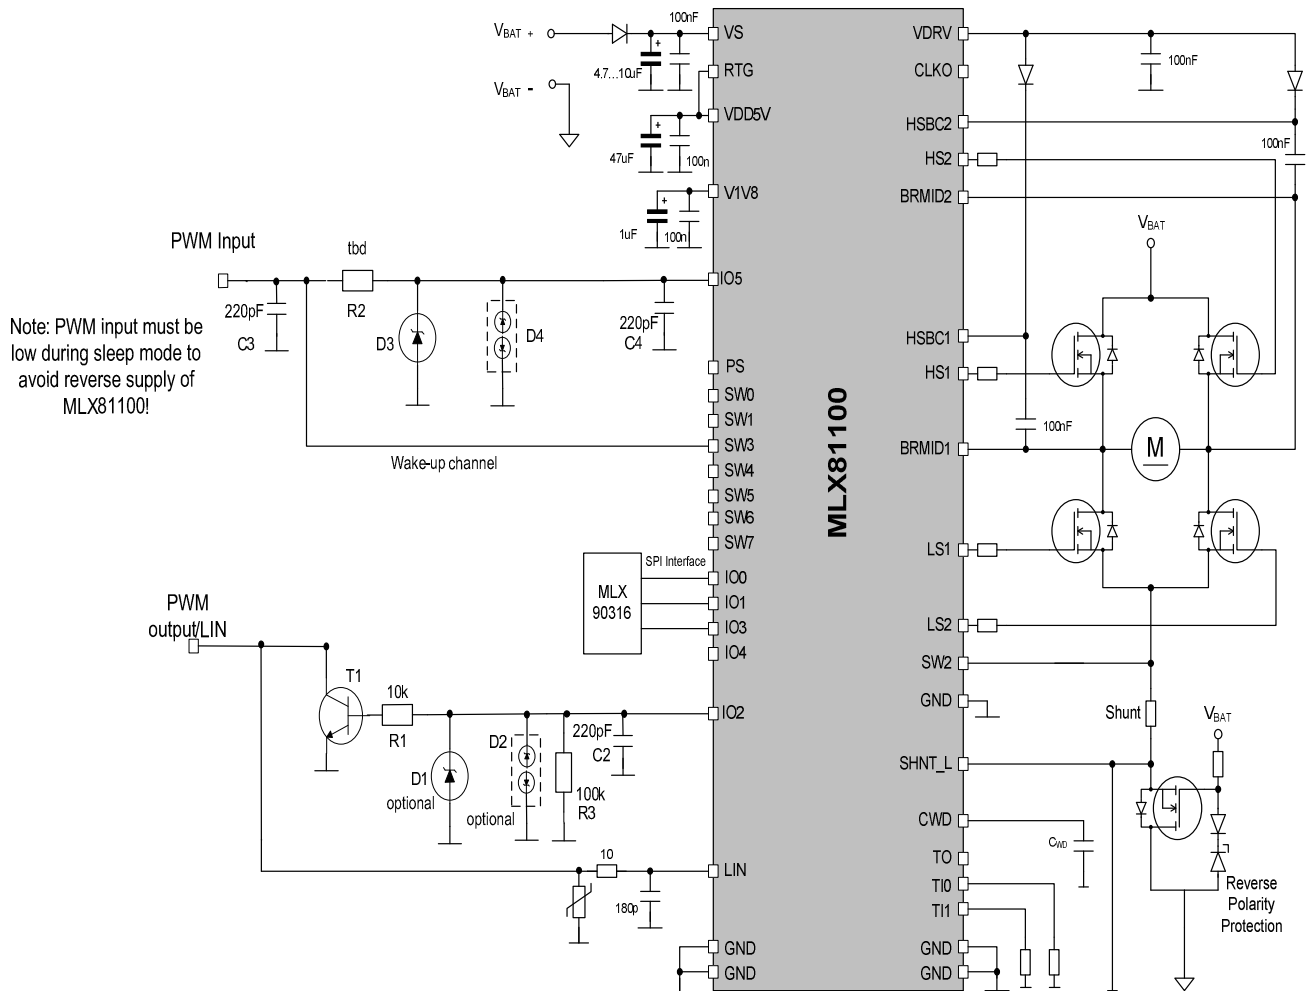 VBAT +
100nF
4.7...10uF
VBAT -
47uF
100n
1uF
100n
VS
RTG
VDD5V
V1V8
IO5
PS
SW0
SW1
SW3
SW4
SW5
SW6
SW7
IO0
IO1
IO3
IO4
IO2
LIN
GND
GND
MLX81100
VDRV
CLKO
HSBC2
HS2
BRMID2
HSBC1
HS1
BRMID1
LS1
LS2
SW2
GND
SHNT_L
CWD
TO
TI0
TI1
GND
GND
PWM Input
tbd
220pF
C3
R2
D3
D4
220pF
C4
Note: PWM input must be
low during sleep mode to
avoid reverse supply of
MLX81100!
Wake-up channel
SPI Interface
MLX
90316
PWM
output/LIN
T1
10k
R1
D1
optional
D2
optional
100k
R3
220pF
C2
10
180p
100nF
100nF
VBAT
100nF
M
Shunt
VBAT
CWD
Reverse
Polarity
Protection